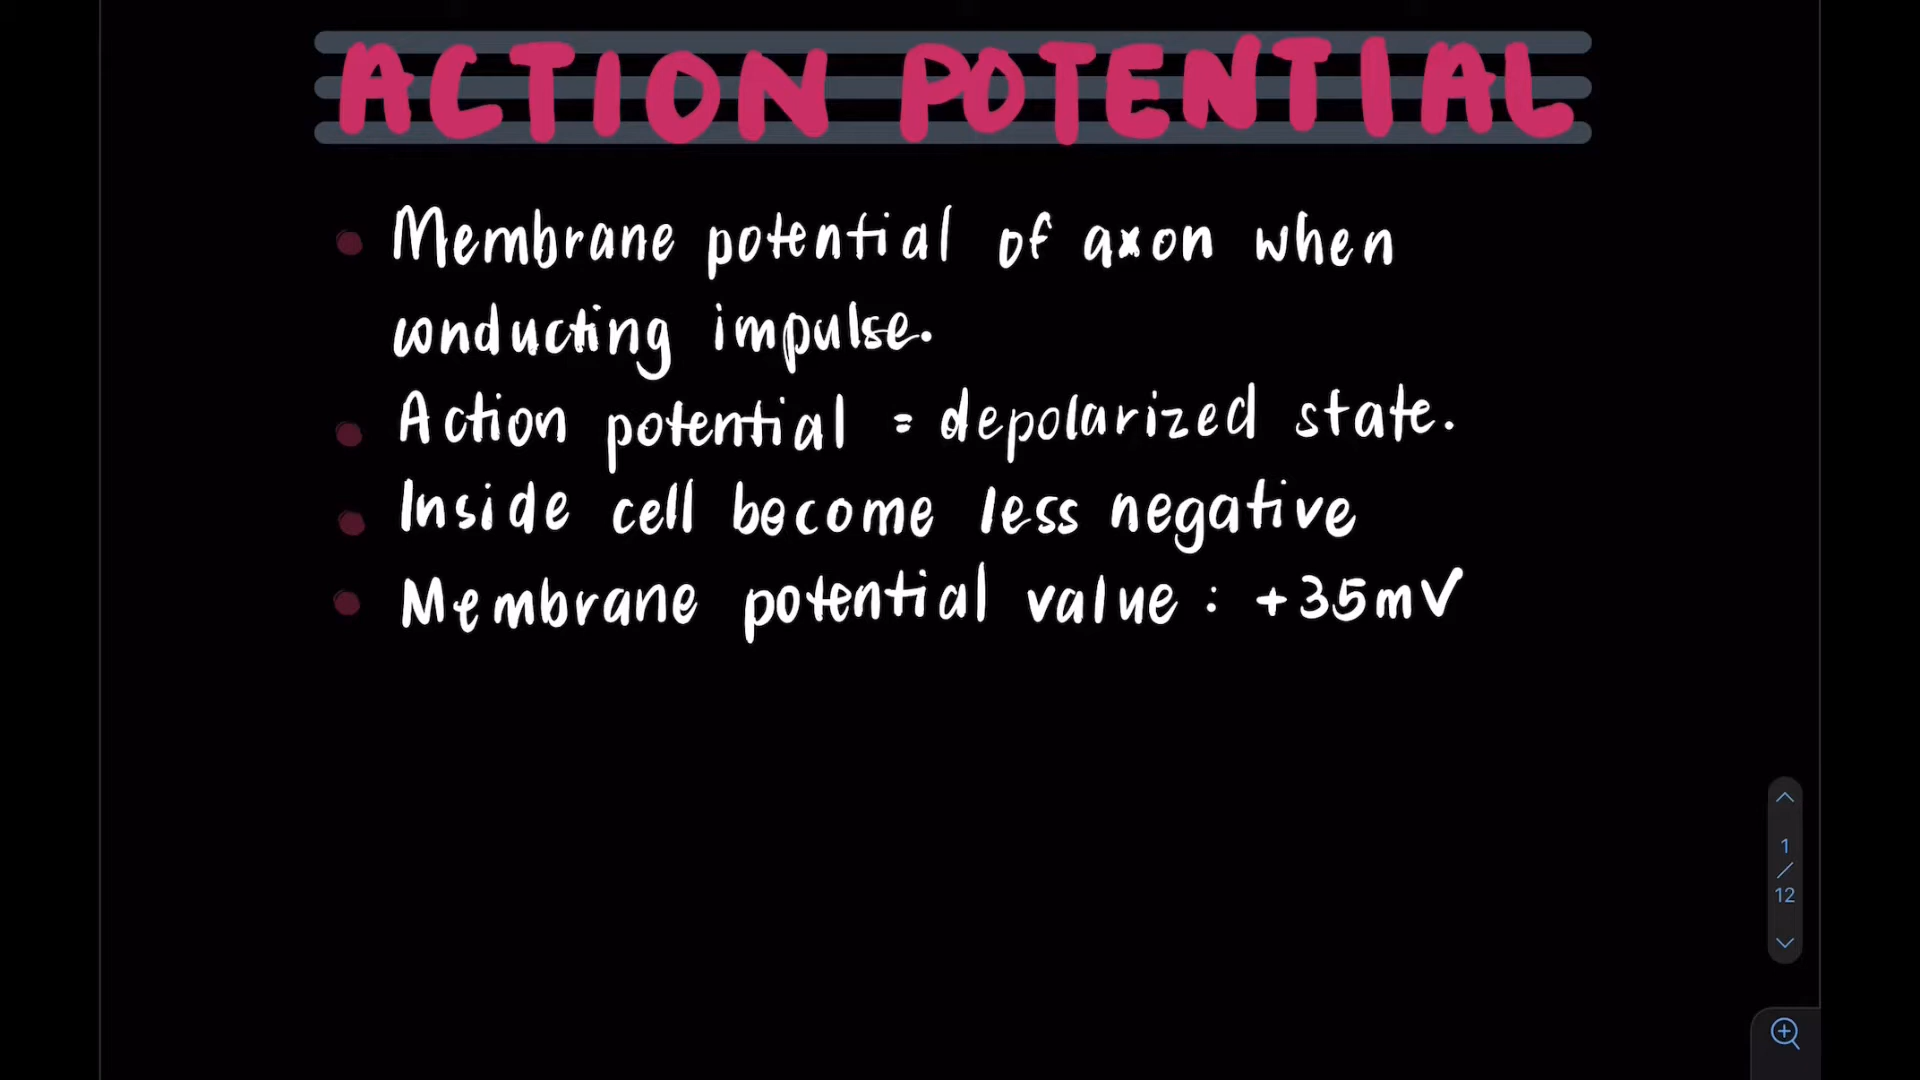 ACTION POTENTIAL
Membrane potential of axon when
conducting impulse.
Action potential = depolarized state.
Inside cell become less negative
Membrane potential value : +35mV
1
/
12